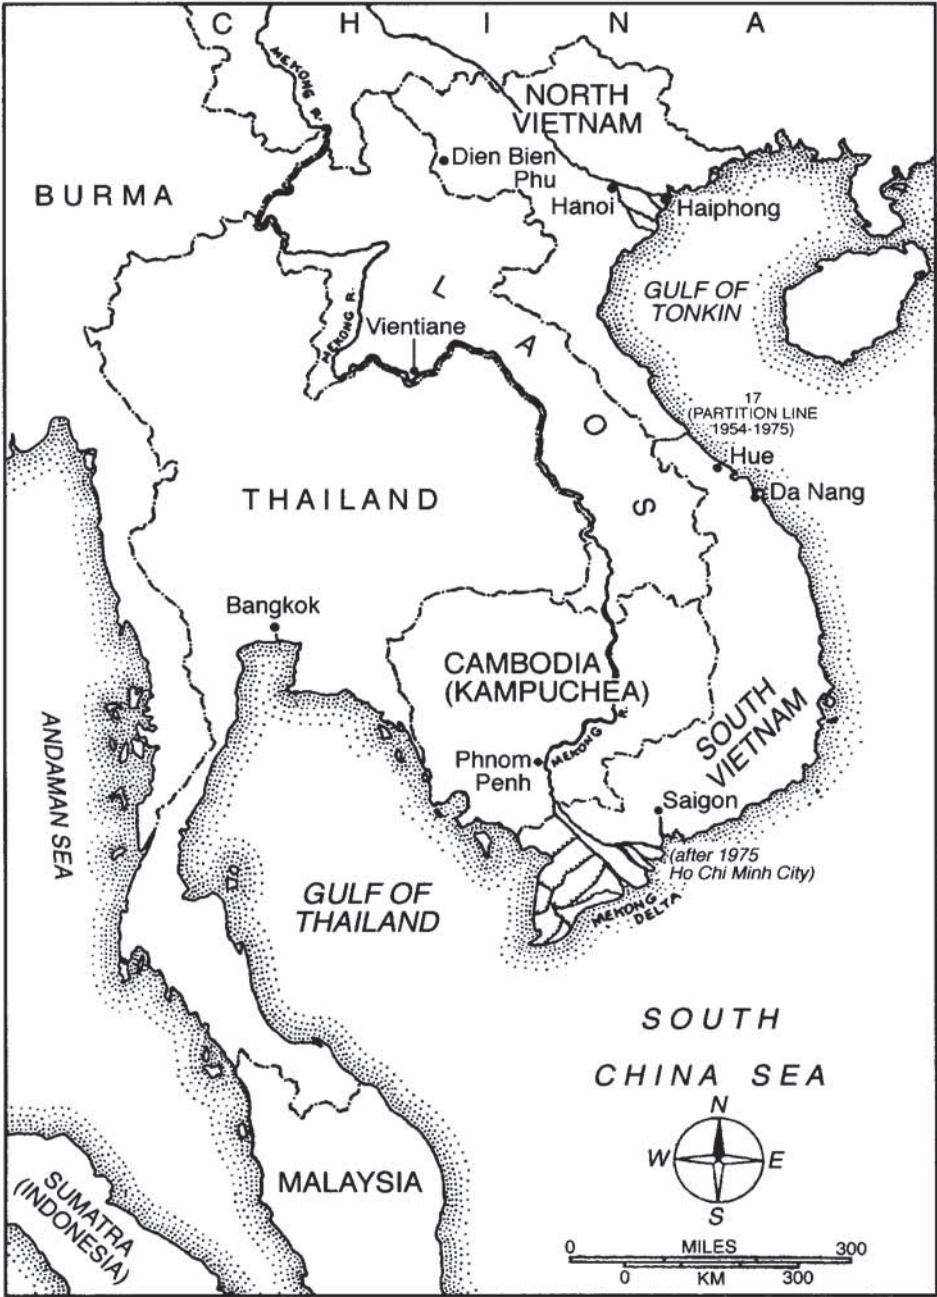 C H I N A
MEKONG R.
NORTH
VIETNAM
Dien Bien
Phu
BURMA
Hanoi
Haiphong
GULF OF
TONKIN
L A O S
MEKONG R.
Vientiane
17
(PARTITION LINE
1954-1975)
Hue
Da Nang
THAILAND
Bangkok
CAMBODIA
(KAMPUCHEA)
MEKONG R.
SOUTH
VIETNAM
Phnom
Penh
Saigon
(after 1975
Ho Chi Minh City)
ANDAMAN SEA
GULF OF
THAILAND
MEKONG
DELTA
SOUTH
CHINA SEA
N
W
E
S
MALAYSIA
SUMATRA
(INDONESIA)
0 MILES 300
0 KM 300